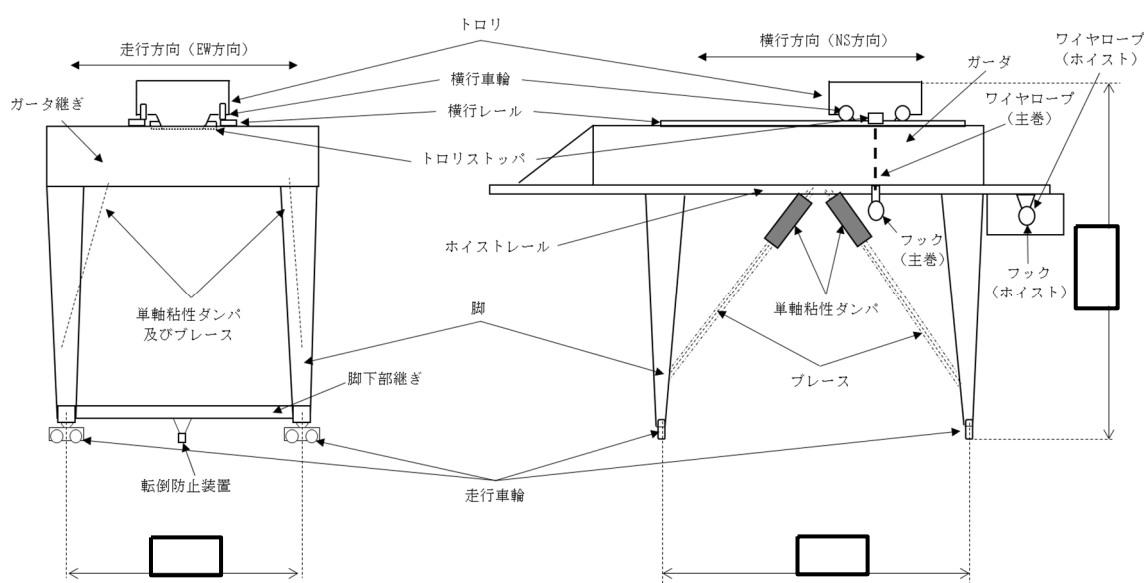 トロリ
走行方向（EW方向）
横行方向（NS方向）
ワイヤロープ
（ホイスト）
ガーダ
横行車輪
ガータ継ぎ
横行レール
ワイヤロープ
（主巻）
トロリストッパ
ホイストレール
フック
（主巻）
フック
（ホイスト）
単軸粘性ダンパ
及びブレース
脚
単軸粘性ダンパ
ブレース
脚下部継ぎ
転倒防止装置
走行車輪